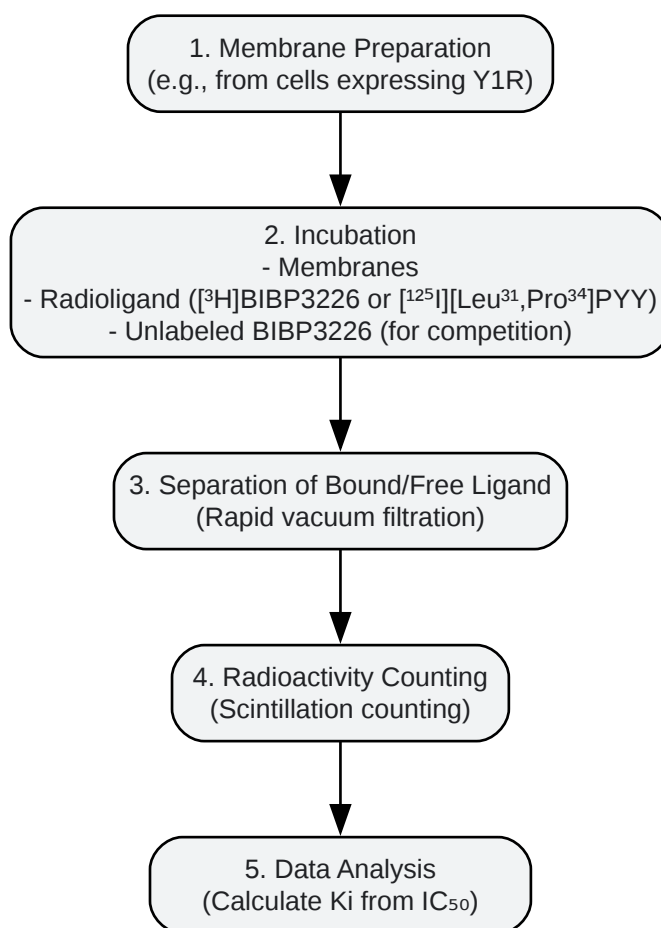 1. Membrane Preparation
(e.g., from cells expressing Y1R)
2. Incubation
- Membranes
- Radioligand ([³H]BIBP3226 or [¹²⁵I][Leu³¹,Pro³⁴]PYY)
- Unlabeled BIBP3226 (for competition)
3. Separation of Bound/Free Ligand
(Rapid vacuum filtration)
4. Radioactivity Counting
(Scintillation counting)
5. Data Analysis
(Calculate Ki from IC₅₀)